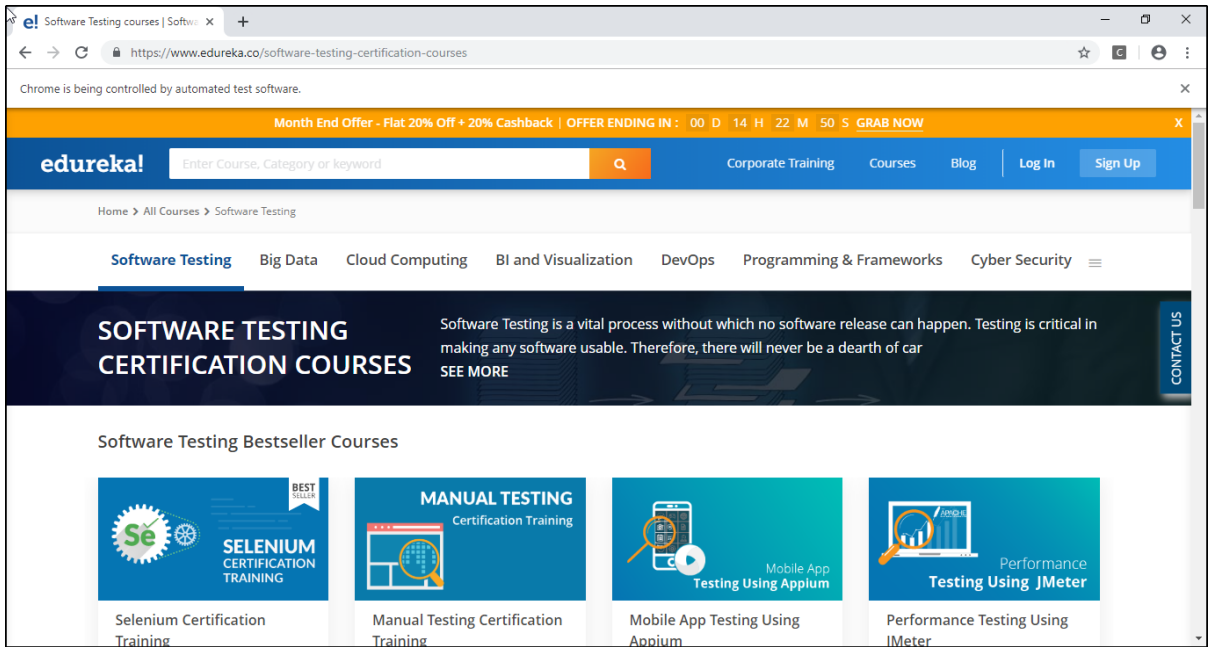 e! Software Testing courses | Softwa
https://www.edureka.co/software-testing-certification-courses
C
Chrome is being controlled by automated test software.
Month End Offer - Flat 20% Off + 20% Cashback | OFFER ENDING IN : 00 D 14 H 22 M 50 S GRAB NOW X
edureka! Enter Course, Category or keyword Corporate Training Courses Blog Log In Sign Up
Home > All Courses > Software Testing
Software Testing Big Data Cloud Computing BI and Visualization DevOps Programming & Frameworks Cyber Security
SOFTWARE TESTING
CERTIFICATION COURSES
Software Testing is a vital process without which no software release can happen. Testing is critical in
making any software usable. Therefore, there will never be a dearth of car
SEE MORE
CONTACT US
Software Testing Bestseller Courses
BEST
SELLER
Se
SELENIUM
CERTIFICATION
TRAINING
Selenium Certification
Training
MANUAL TESTING
Certification Training
Manual Testing Certification
Training
Mobile App
Testing Using Appium
Mobile App Testing Using
Appium
APACHE
Performance
Testing Using JMeter
Performance Testing Using
JMeter